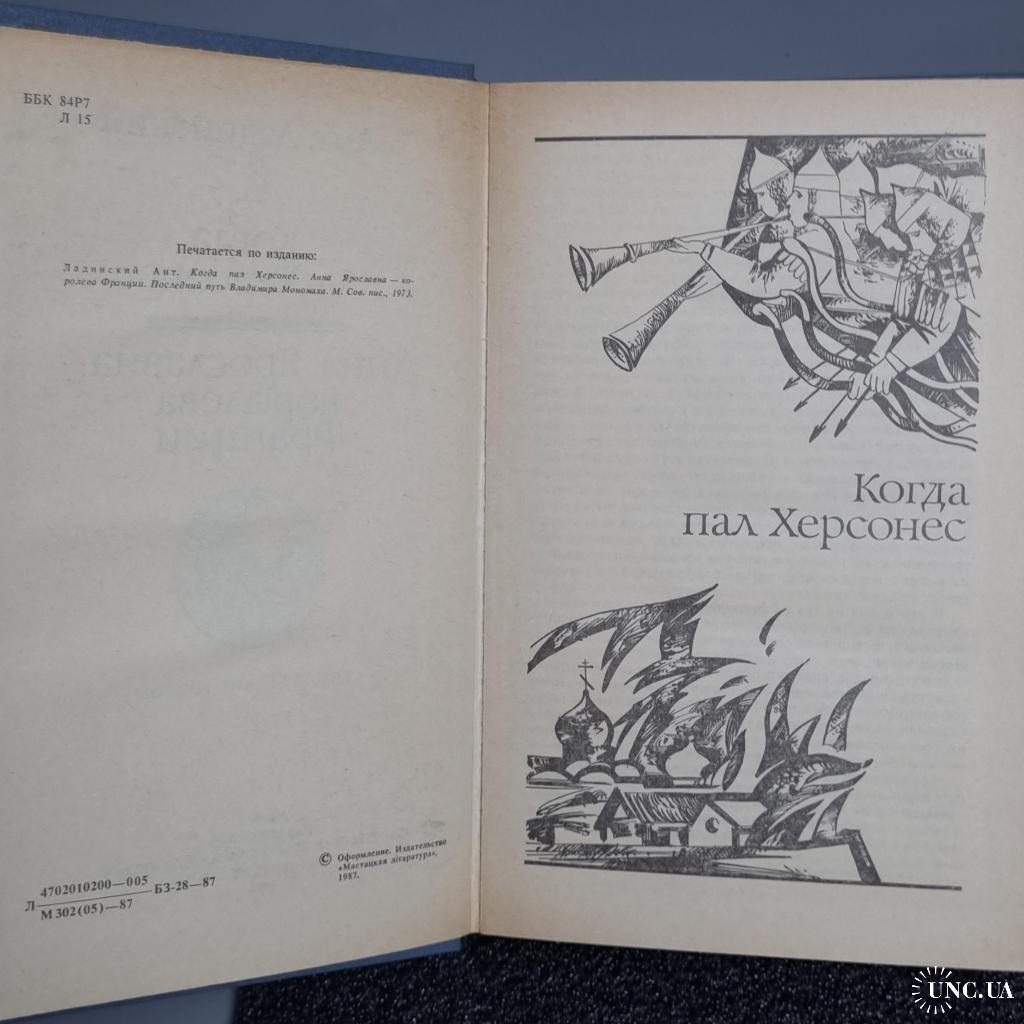 ББК 84Р7
Л 15
Печатается по изданию:
Ладинский Ант. Когда пал Херсонес. Анна Ярославна — ко-
ролева Франции. Последний путь Владимира Мономаха. М. Сов. пис., 1973.
Л 4702010200—005 БЗ-28—87
М 302(05)—87
© Оформление. Издательство
«Мастацкая літаратура»,
1987.
Когда
пал Херсонес
UNC.UA